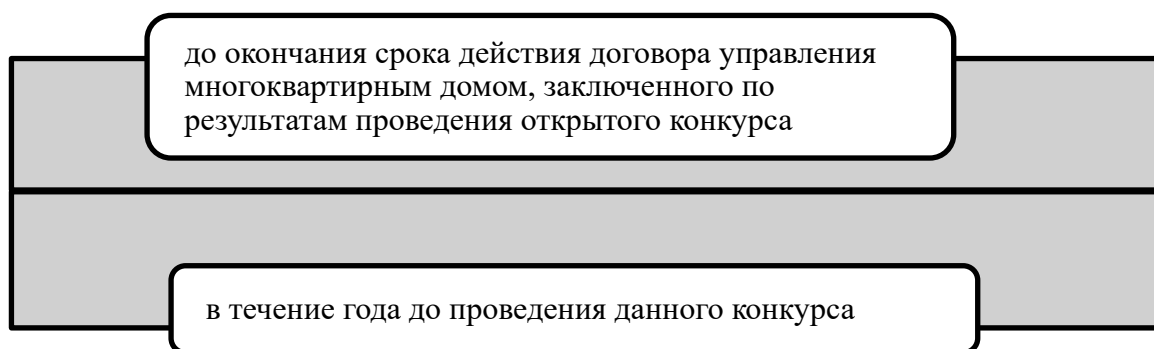 до окончания срока действия договора управления
многоквартирным домом, заключенного по
результатам проведения открытого конкурса
в течение года до проведения данного конкурса